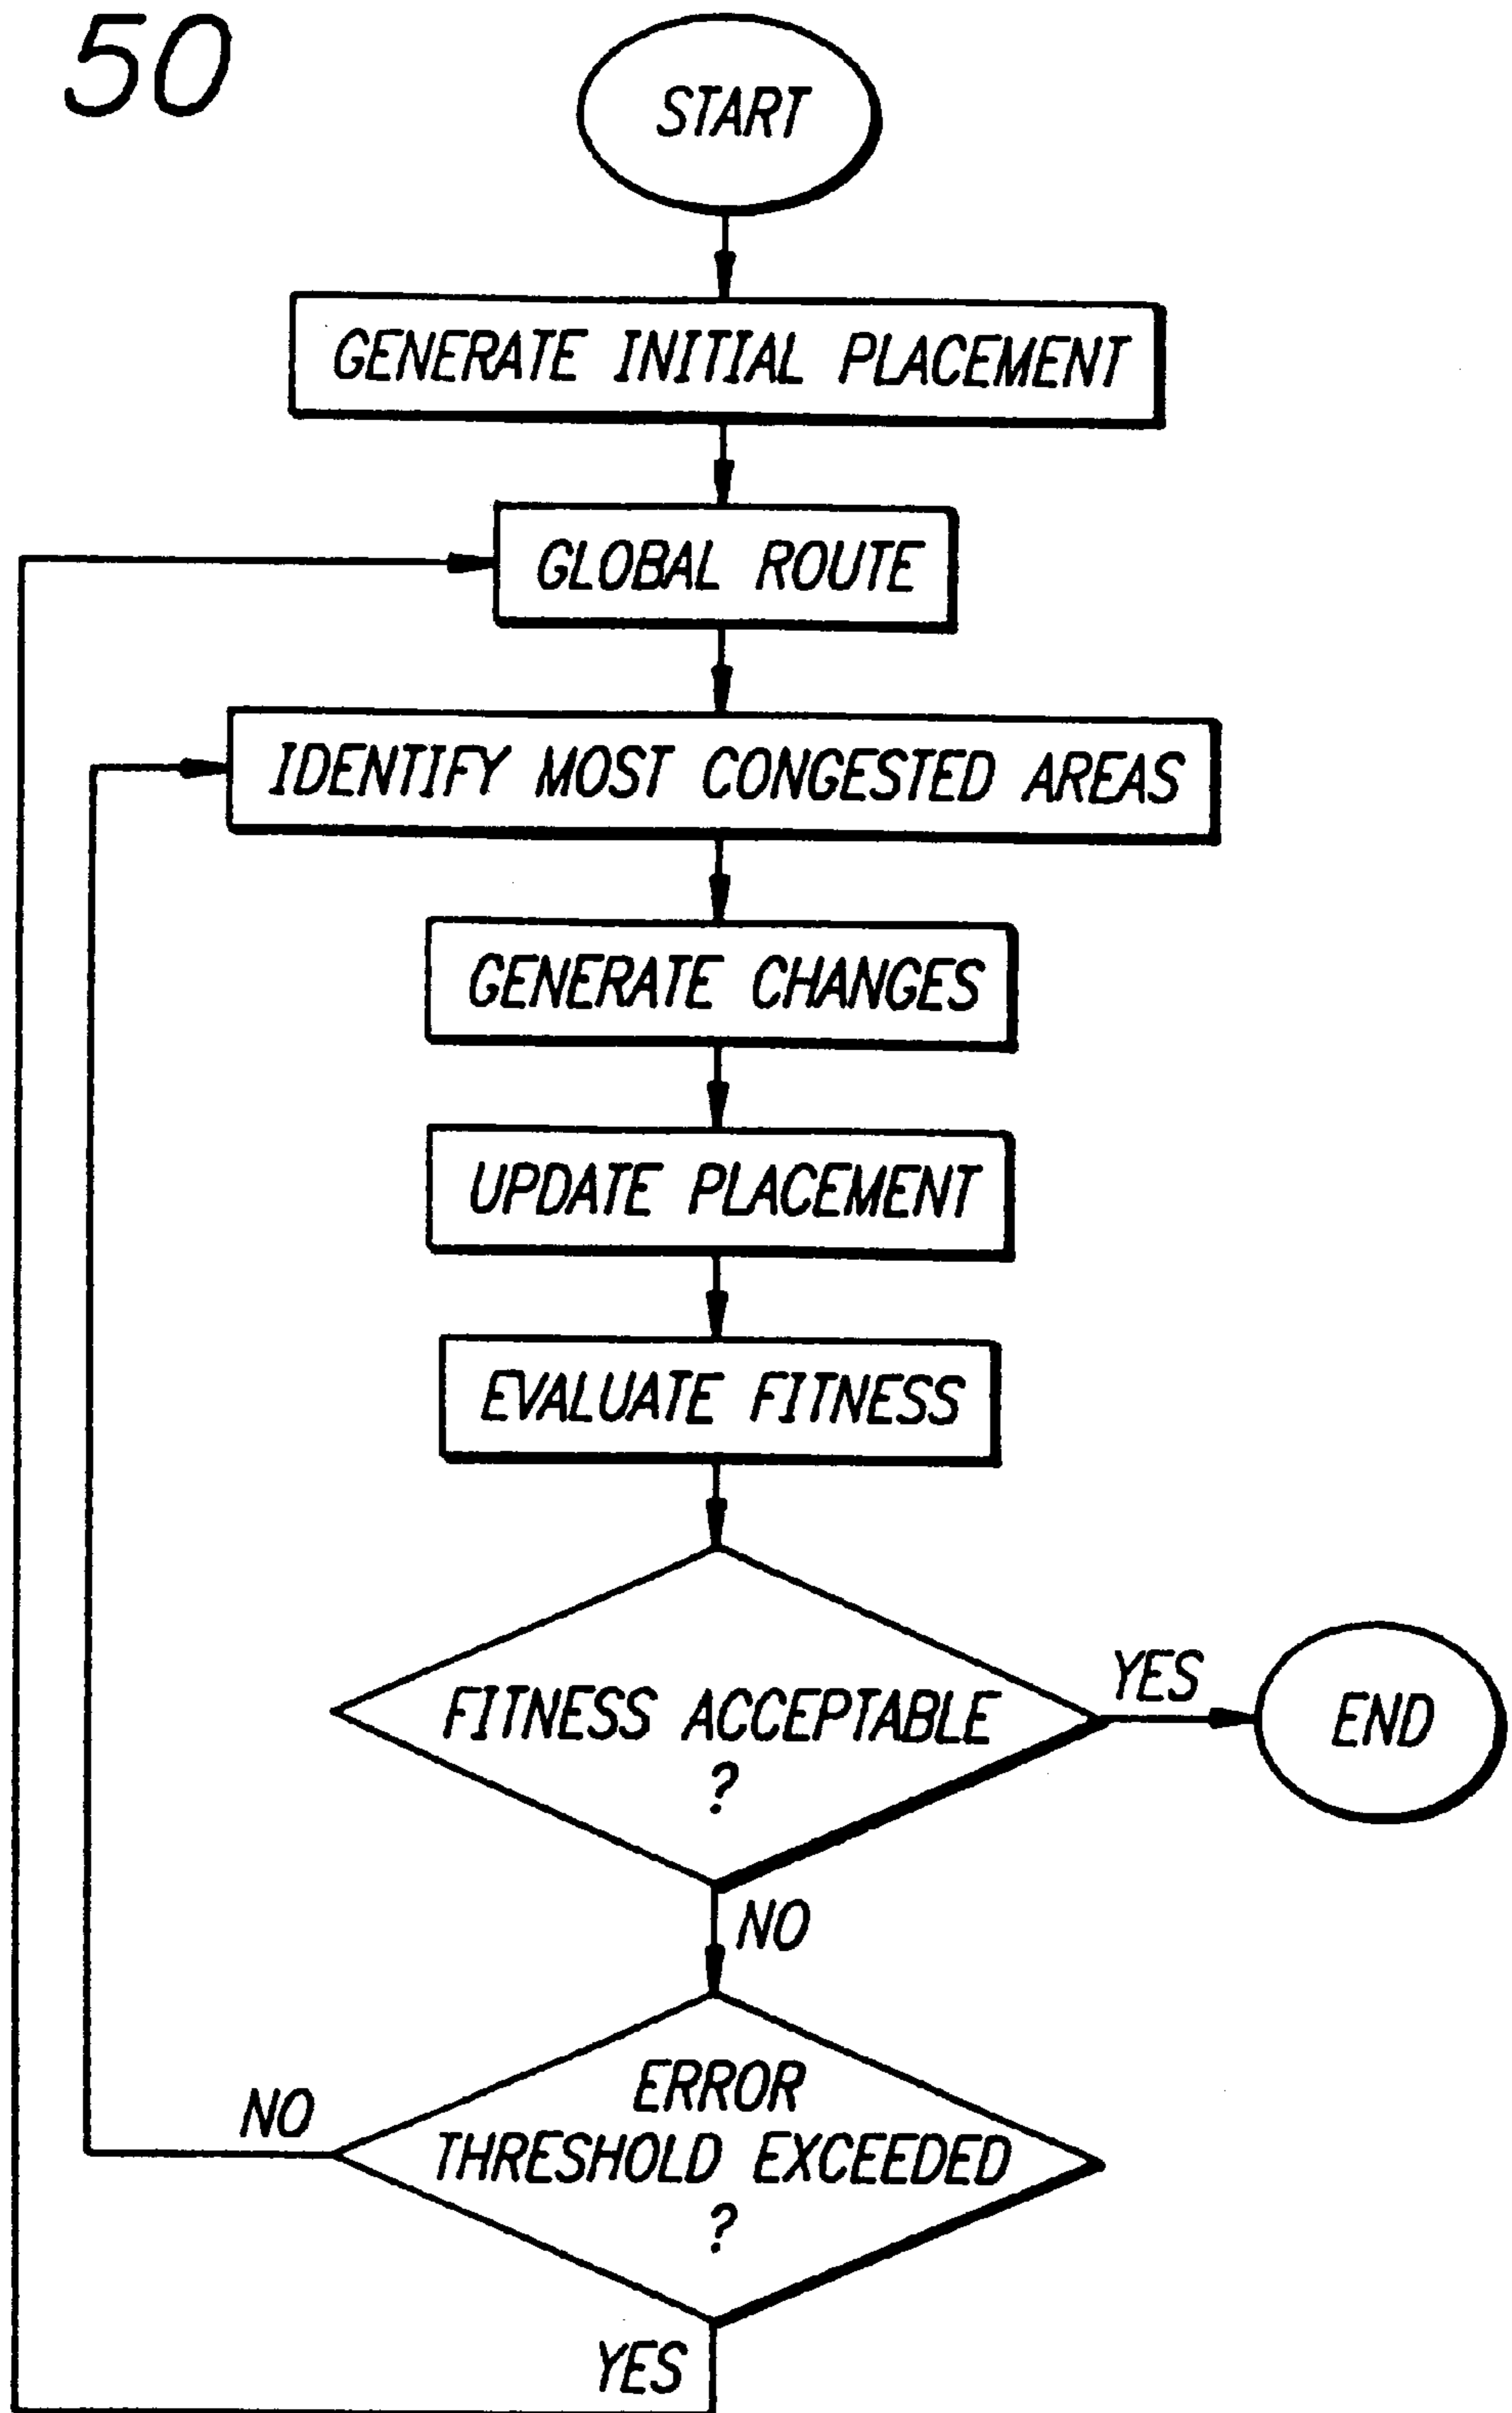 50
START
GENERATE INITIAL PLACEMENT
GLOBAL ROUTE
IDENTIFY MOST CONGESTED AREAS
GENERATE CHANGES
UPDATE PLACEMENT
EVALUATE FITNESS
FITNESS ACCEPTABLE
?
YES
END
NO
ERROR
THRESHOLD EXCEEDED
?
NO
YES